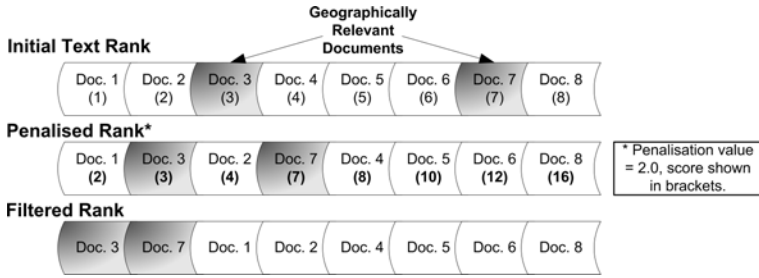 Geographically
Relevant
Documents
Initial Text Rank
Doc. 1 Doc. 2 Doc. 3 Doc. 4 Doc. 5 Doc. 6 Doc. 7 Doc. 8
(1) (2) (3) (4) (5) (6) (7) (8)
Penalised Rank*
Doc. 1 Doc. 3 Doc. 2 Doc. 7 Doc. 4 Doc. 5 Doc. 6 Doc. 8
(2) (3) (4) (7) (8) (10) (12) (16)
* Penalisation value
= 2.0, score shown
in brackets.
Filtered Rank
Doc. 3 Doc. 7 Doc. 1 Doc. 2 Doc. 4 Doc. 5 Doc. 6 Doc. 8